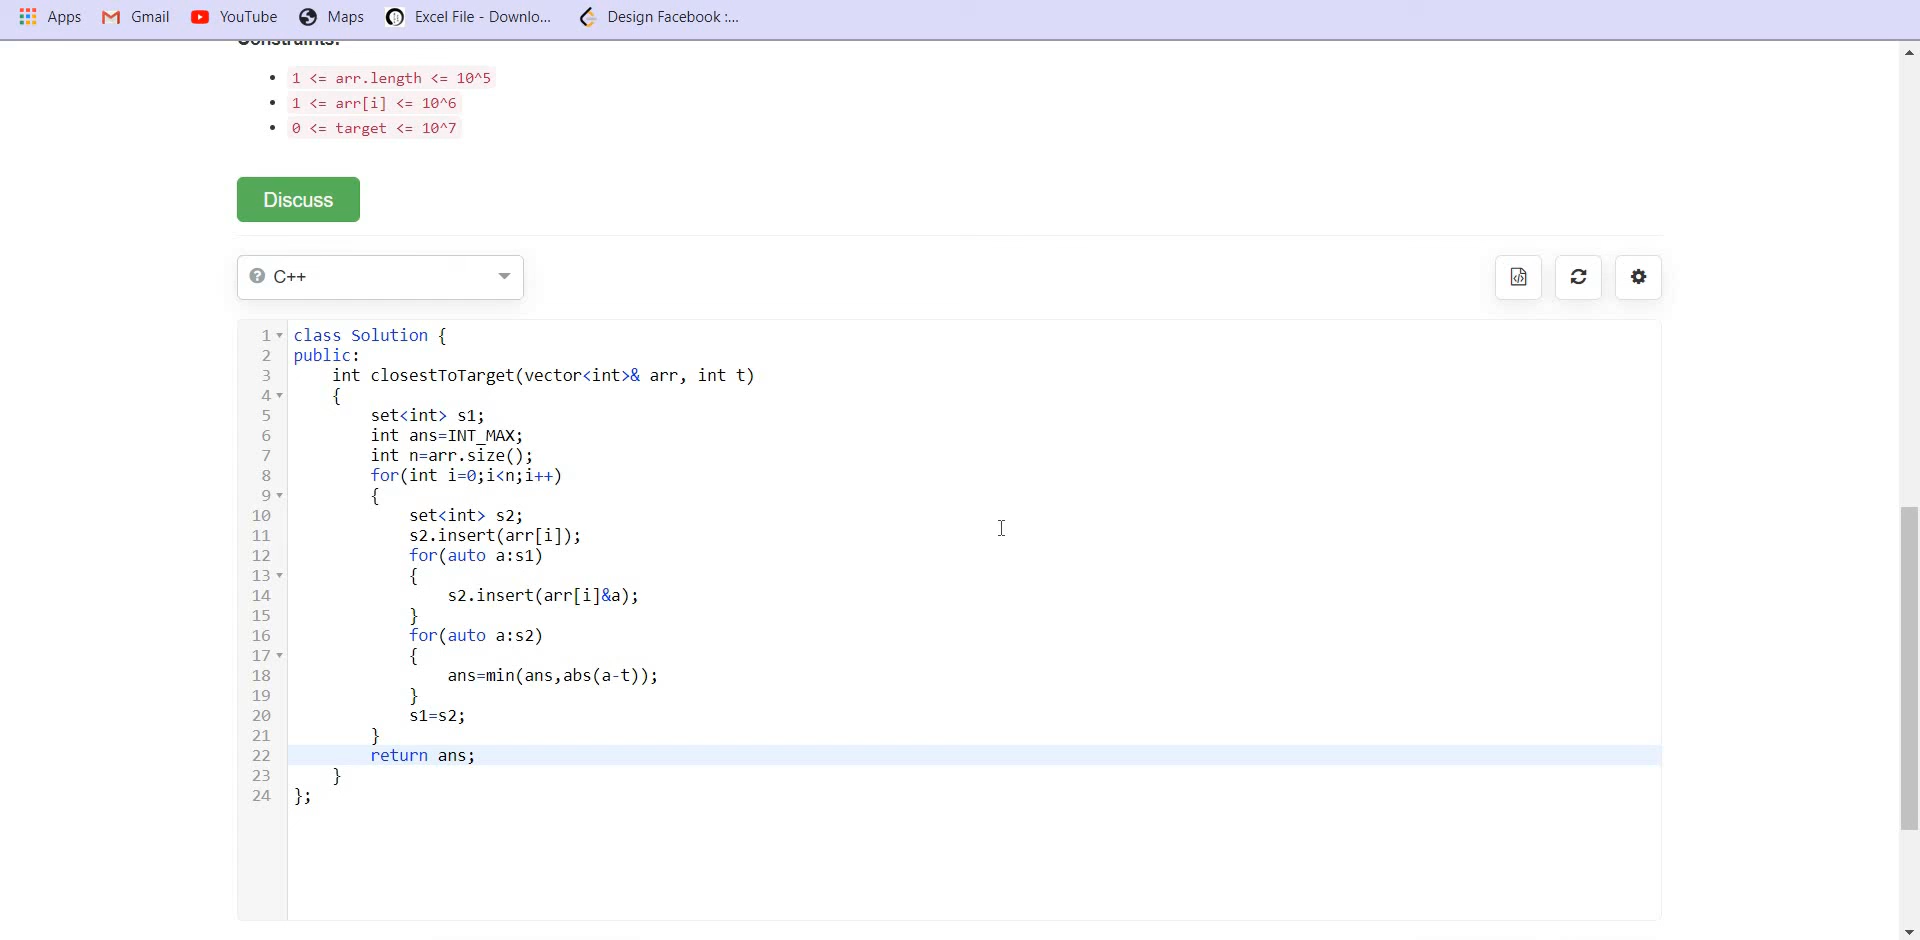 Apps Gmail YouTube Maps Excel File - Downlo... Design Facebook :...
Constraints:
• 1 <= arr.length <= 10^5
• 1 <= arr[i] <= 10^6
• 0 <= target <= 10^7
Discuss
C++
1 class Solution {
2 public:
3     int closestToTarget(vector<int>& arr, int t)
4     {
5         set<int> s1;
6         int ans=INT_MAX;
7         int n=arr.size();
8         for(int i=0;i<n;i++)
9         {
10             set<int> s2;
11             s2.insert(arr[i]);
12             for(auto a:s1)
13             {
14                 s2.insert(arr[i]&a);
15             }
16             for(auto a:s2)
17             {
18                 ans=min(ans,abs(a-t));
19             }
20             s1=s2;
21         }
22         return ans;
23     }
24 };